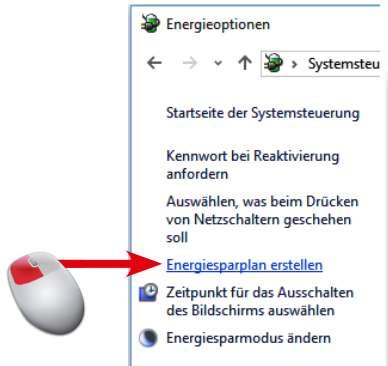 Energieoptionen
Systemsteu
Startseite der Systemsteuerung
Kennwort bei Reaktivierung
anfordern
Auswählen, was beim Drücken
von Netzschaltern geschehen
soll
Energiesparplan erstellen
Zeitpunkt für das Ausschalten
des Bildschirms auswählen
Energiesparmodus ändern